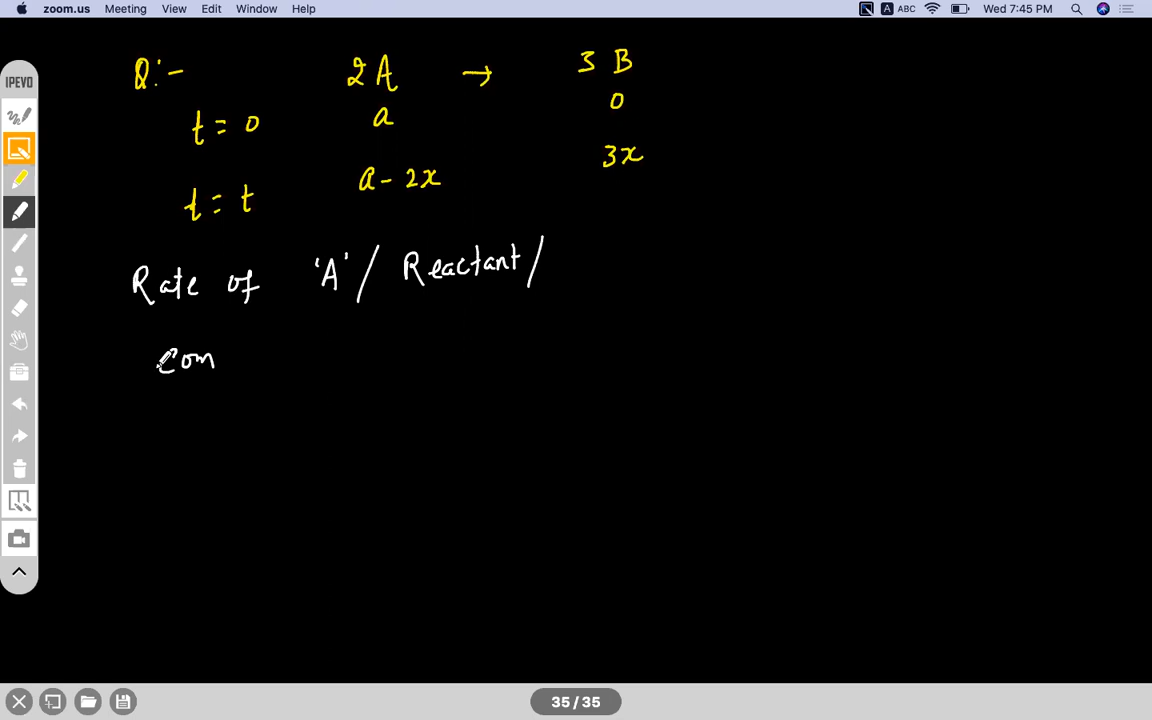 zoom.us Meeting View Edit Window Help A ABC Wed 7:45 PM
IPEVO
Q:- 2A → 3B
t = 0 a 0
t = t a - 2x 3x
Rate of 'A' / Reactant /
Com
35 / 35